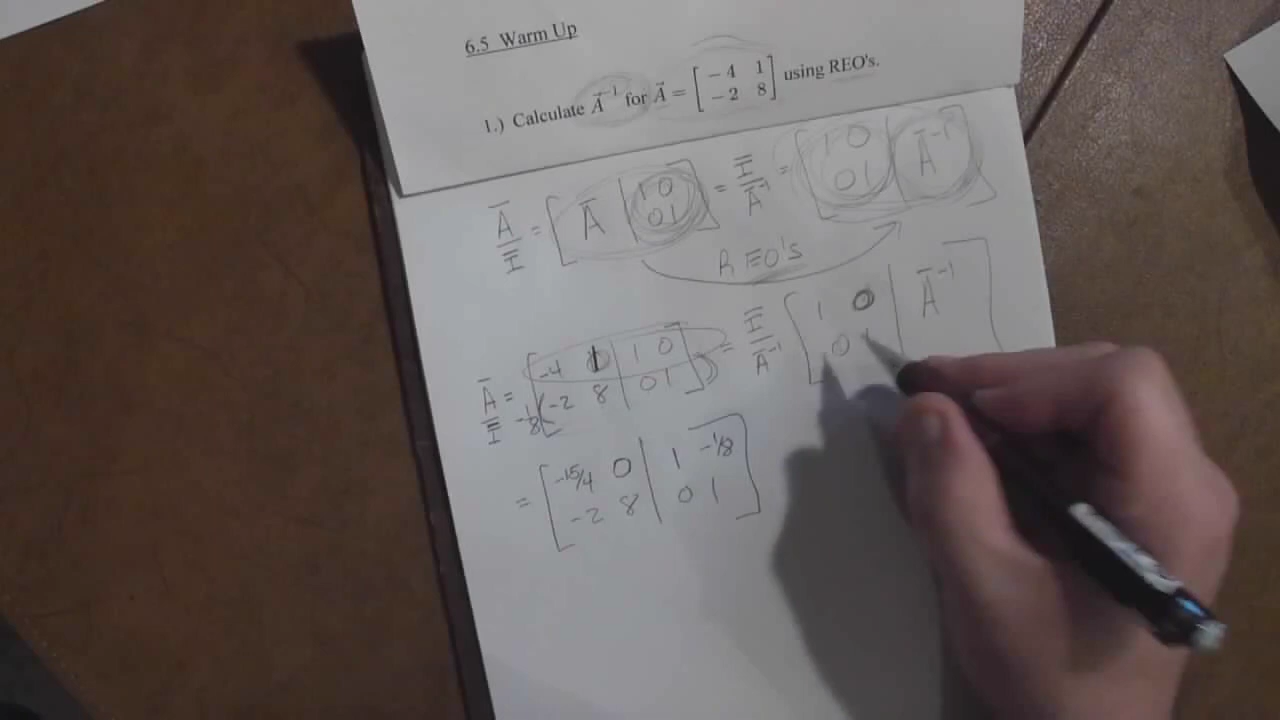 6.5 Warm Up
1.) Calculate A⃗⁻¹ for A⃗ = [ -4 1 ] using REO's.
[ -2 8 ]
A̅ / I̿ = [ A̅ | 1 0 ] = I̿ / A̅⁻¹ = [ 1 0 | A̅⁻¹ ]
[ | 0 1 ] [ 0 1 | ]
REO's
A̅ / I̿ = [ -4 1 | 1 0 ] = I̿ / A̅⁻¹ [ 1 0 | A̅⁻¹ ]
-1/8 ( [ -2 8 | 0 1 ] ) [ 0 1 | ]
= [ -15/4 0 | 1 -1/8 ]
[ -2 8 | 0 1 ]